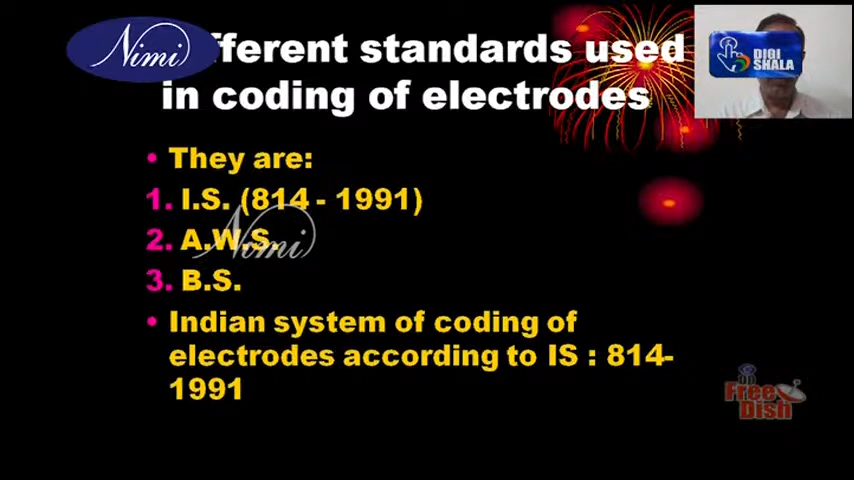 Nimi
fferent standards used
in coding of electrodes
DIGI
SHALA
• They are:
1. I.S. (814 - 1991)
2. A.W.S.
Nimi
3. B.S.
• Indian system of coding of
electrodes according to IS : 814-
1991
Free
Dish